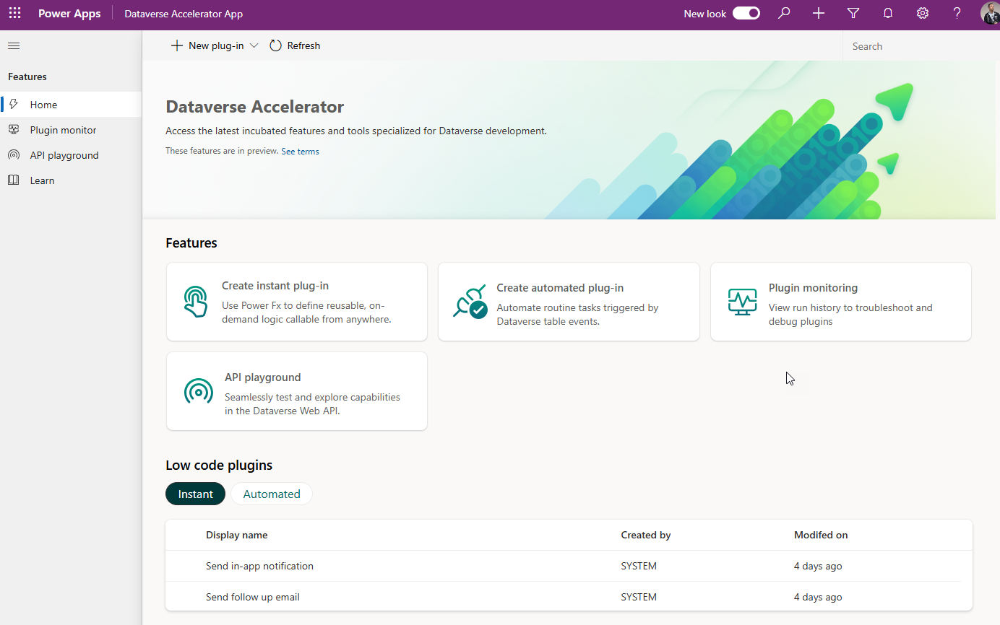 Power Apps
Dataverse Accelerator App
New look
New plug-in
Refresh
Search
Features
Home
Plugin monitor
API playground
Learn
Dataverse Accelerator
Access the latest incubated features and tools specialized for Dataverse development.
These features are in preview. See terms
Features
Create instant plug-in
Use Power Fx to define reusable, on-
demand logic callable from anywhere.
Create automated plug-in
Automate routine tasks triggered by
Dataverse table events.
Plugin monitoring
View run history to troubleshoot and
debug plugins
API playground
Seamlessly test and explore capabilities
in the Dataverse Web API.
Low code plugins
Instant
Automated
Display name Created by Modifed on
Send in-app notification SYSTEM 4 days ago
Send follow up email SYSTEM 4 days ago